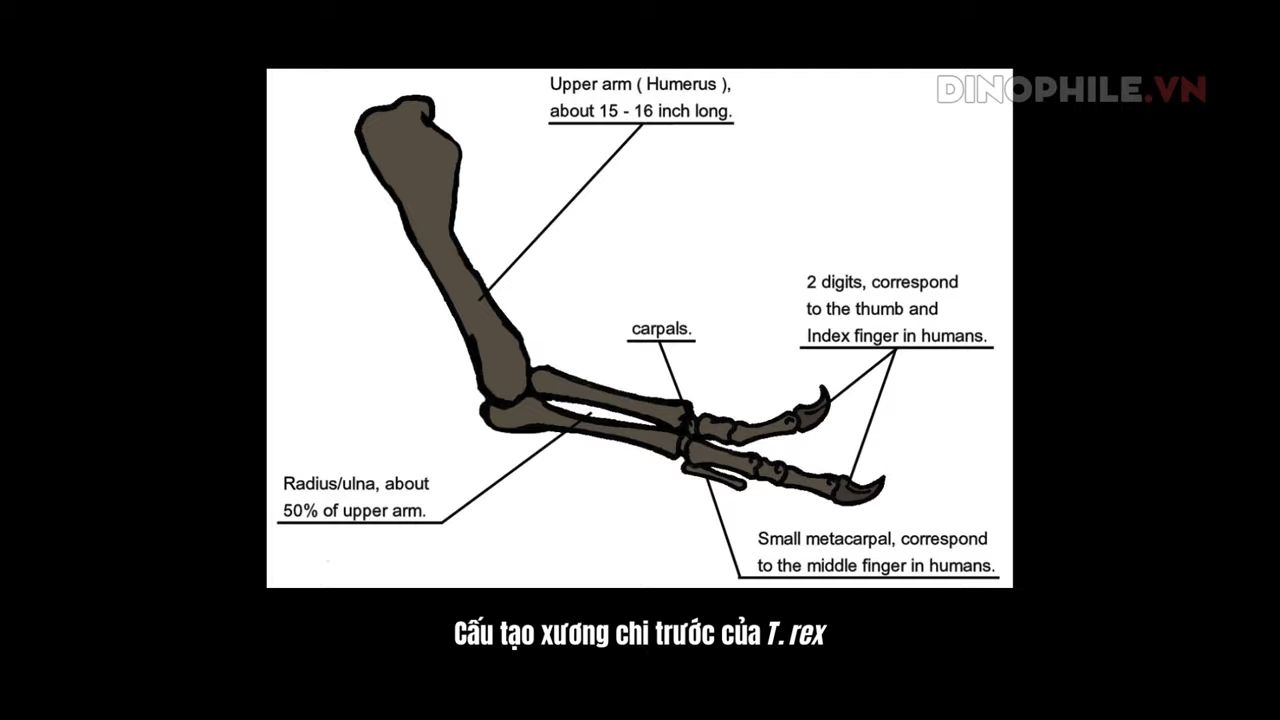 DINOPHILE.VN
Upper arm ( Humerus ),
about 15 - 16 inch long.
2 digits, correspond
to the thumb and
Index finger in humans.
carpals.
Radius/ulna, about
50% of upper arm.
Small metacarpal, correspond
to the middle finger in humans.
Cấu tạo xương chi trước của T. rex